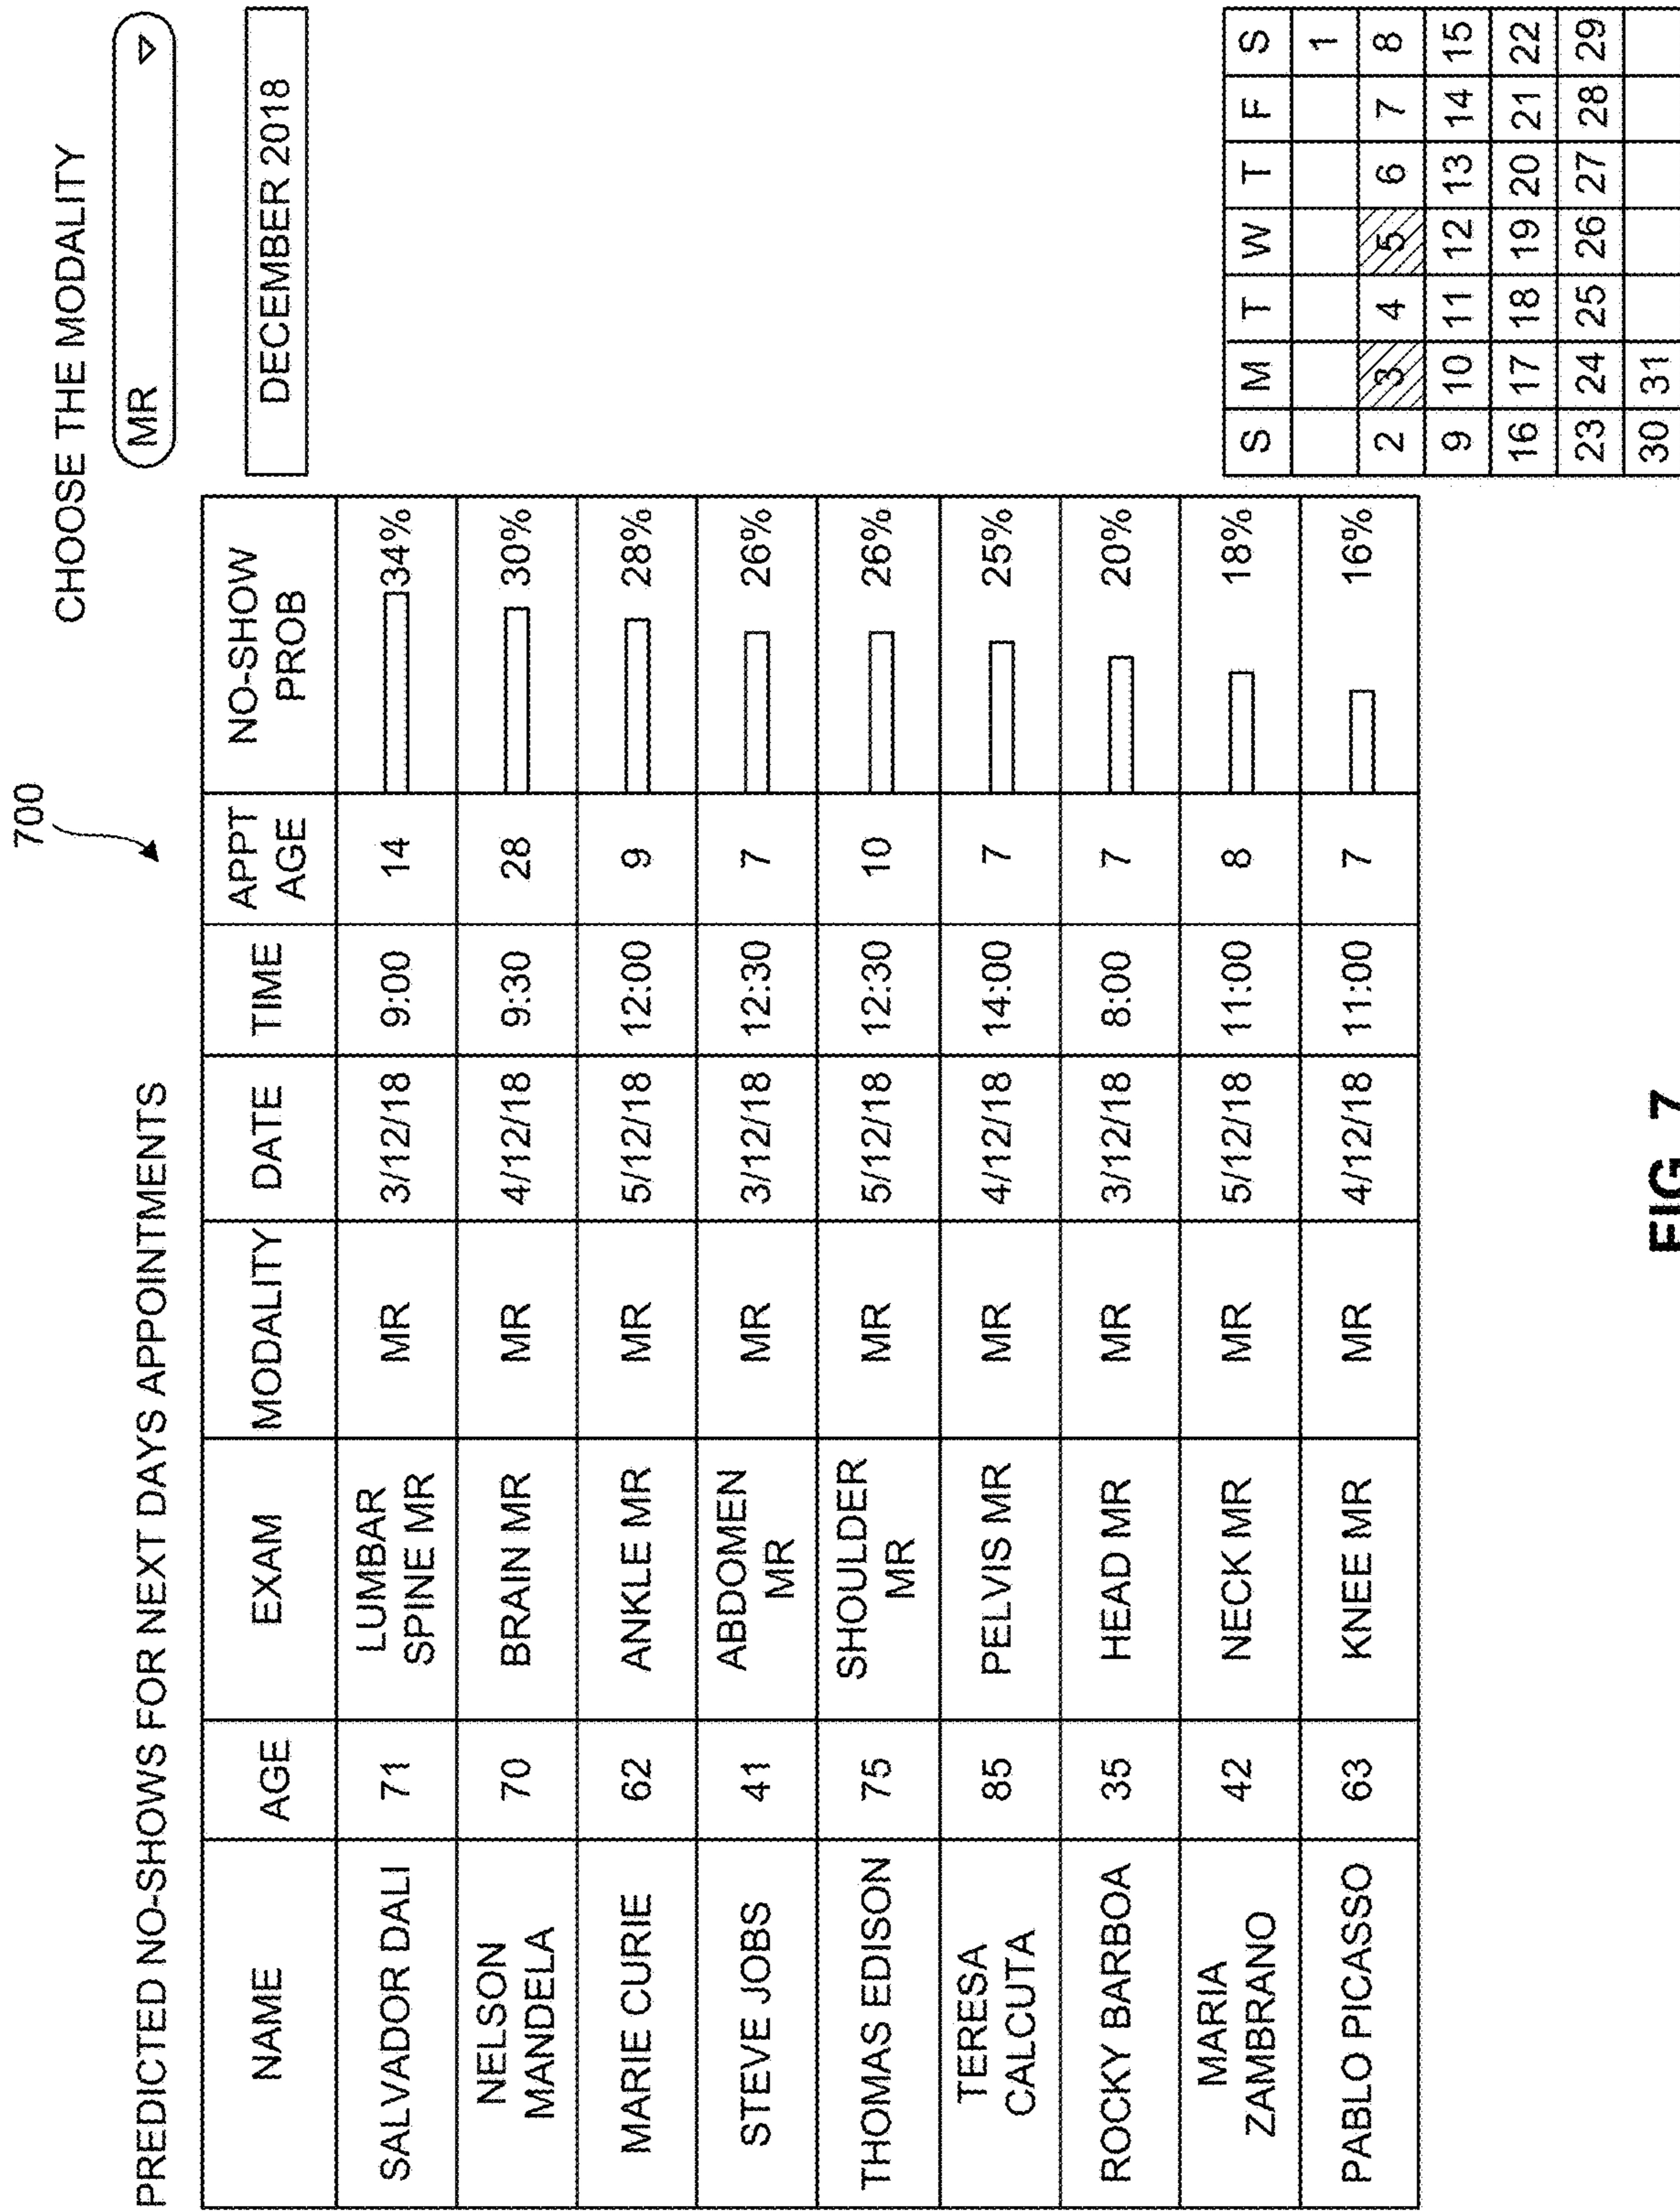 700
PREDICTED NO-SHOWS FOR NEXT DAYS APPOINTMENTS
CHOOSE THE MODALITY
MR
DECEMBER 2018
NAME AGE EXAM MODALITY DATE TIME APPT AGE NO-SHOW PROB
SALVADOR DALI 71 LUMBAR SPINE MR MR 3/12/18 9:00 14 34%
NELSON MANDELA 70 BRAIN MR MR 4/12/18 9:30 28 30%
MARIE CURIE 62 ANKLE MR MR 5/12/18 12:00 9 28%
STEVE JOBS 41 ABDOMEN MR MR 3/12/18 12:30 7 26%
THOMAS EDISON 75 SHOULDER MR MR 5/12/18 12:30 10 26%
TERESA CALCUTA 85 PELVIS MR MR 4/12/18 14:00 7 25%
ROCKY BARBOA 35 HEAD MR MR 3/12/18 8:00 7 20%
MARIA ZAMBRANO 42 NECK MR MR 5/12/18 11:00 8 18%
PABLO PICASSO 63 KNEE MR MR 4/12/18 11:00 7 16%
S M T W T F S
1
2 3 4 5 6 7 8
9 10 11 12 13 14 15
16 17 18 19 20 21 22
23 24 25 26 27 28 29
30 31
FIG. 7